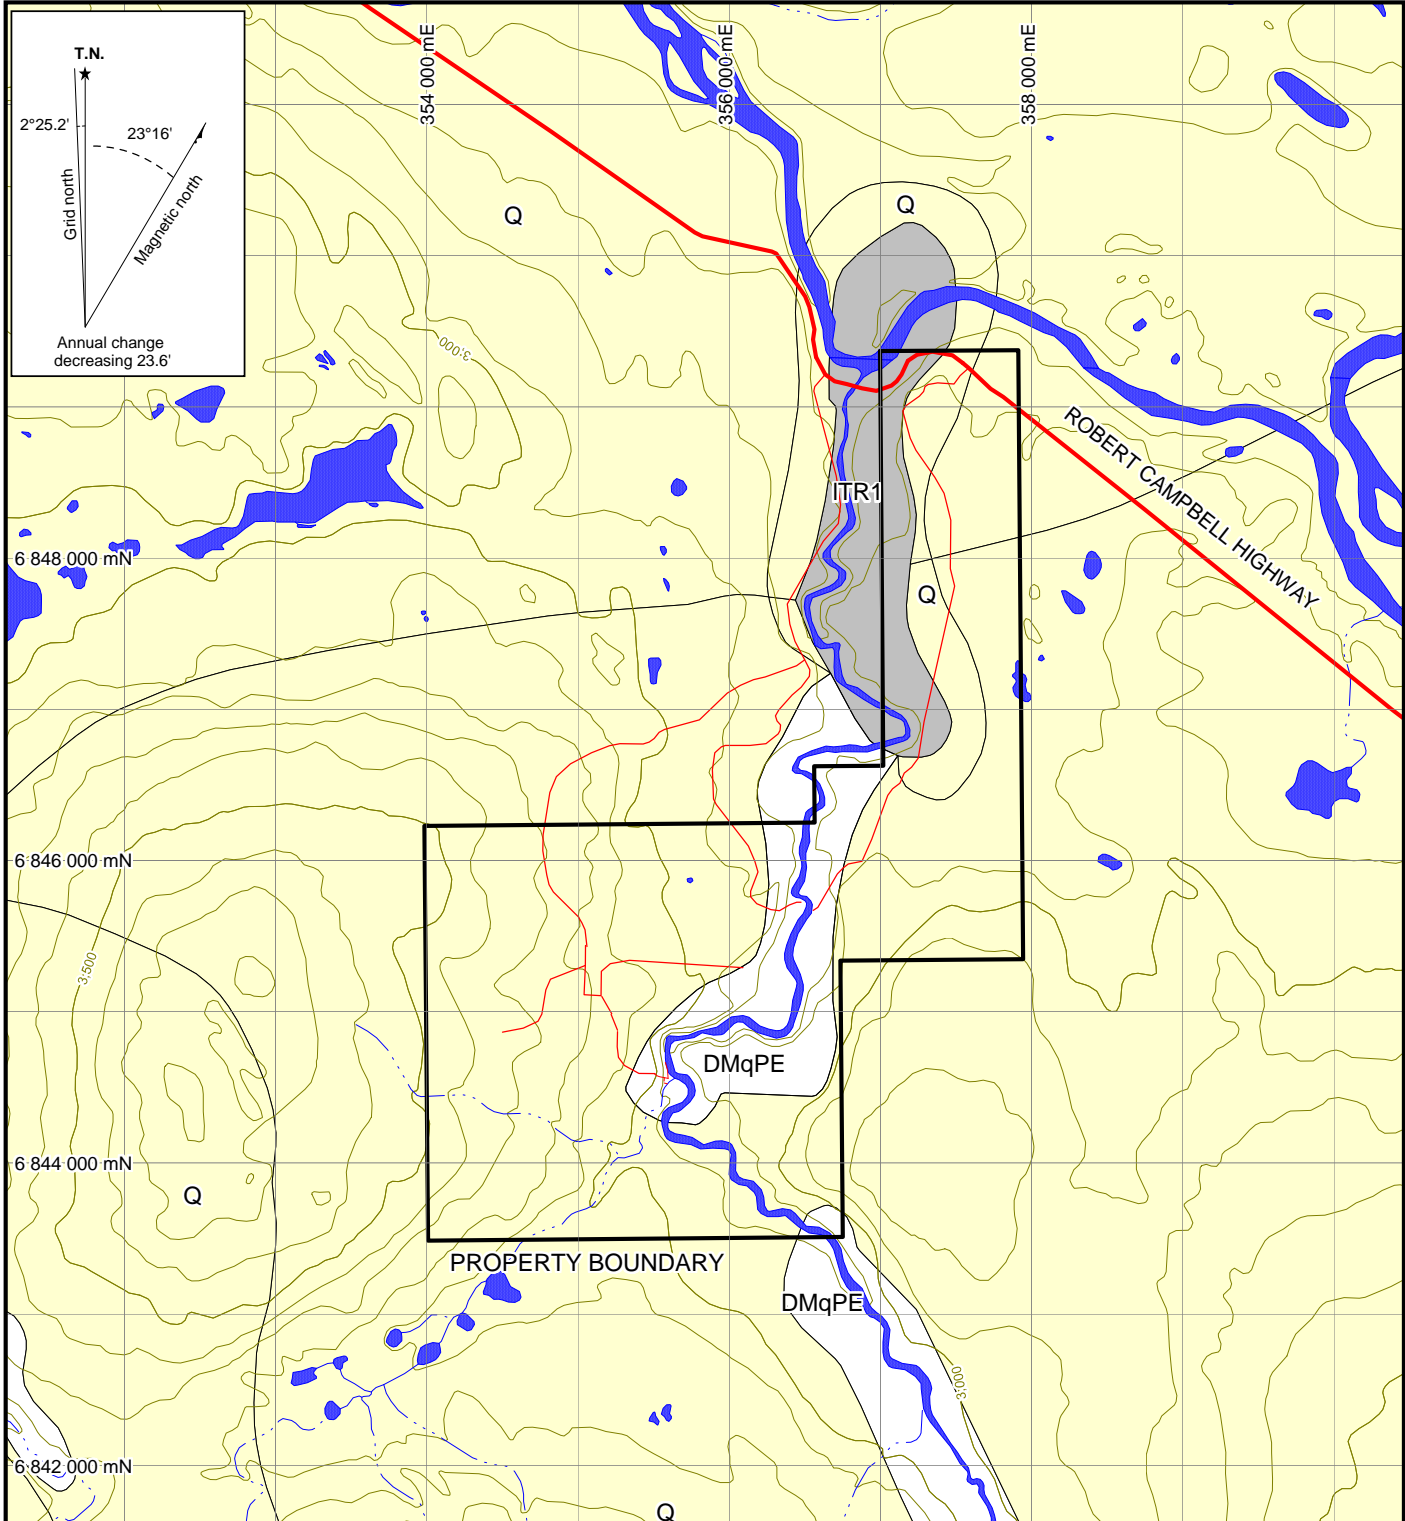 T.N.
2°25.2'
23°16'
Grid north
Magnetic north
Annual change
decreasing 23.6'
354 000 mE
356 000 mE
358 000 mE
Q
Q
3,000
ROBERT CAMPBELL HIGHWAY
ITR1
6 848 000 mN
Q
6 846 000 mN
3,500
DMqPE
6 844 000 mN
Q
PROPERTY BOUNDARY
DMqPE
3,000
6 842 000 mN
Q